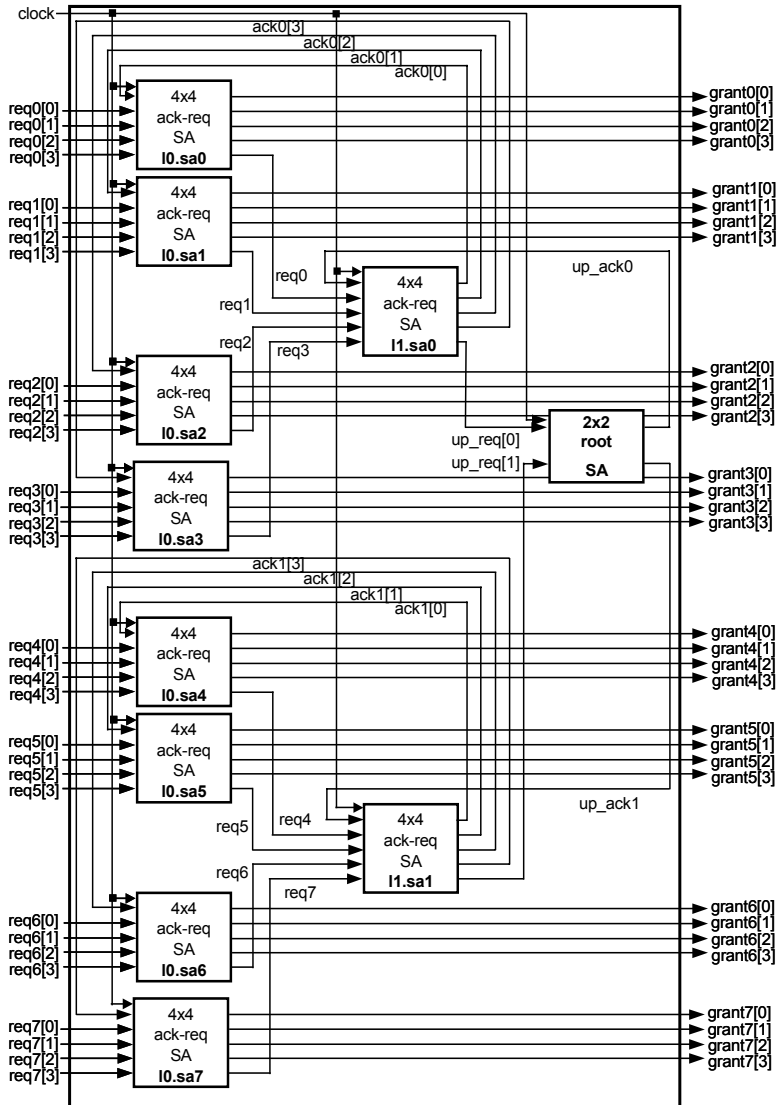 clock
ack0[3]
ack0[2]
ack0[1]
ack0[0]
req0[0]
req0[1]
req0[2]
req0[3]
4x4
ack-req
SA
l0.sa0
grant0[0]
grant0[1]
grant0[2]
grant0[3]
req1[0]
req1[1]
req1[2]
req1[3]
4x4
ack-req
SA
l0.sa1
grant1[0]
grant1[1]
grant1[2]
grant1[3]
req0
req1
req2
req3
4x4
ack-req
SA
l1.sa0
up_ack0
req2[0]
req2[1]
req2[2]
req2[3]
4x4
ack-req
SA
l0.sa2
grant2[0]
grant2[1]
grant2[2]
grant2[3]
up_req[0]
up_req[1]
2x2
root
SA
req3[0]
req3[1]
req3[2]
req3[3]
4x4
ack-req
SA
l0.sa3
grant3[0]
grant3[1]
grant3[2]
grant3[3]
ack1[3]
ack1[2]
ack1[1]
ack1[0]
req4[0]
req4[1]
req4[2]
req4[3]
4x4
ack-req
SA
l0.sa4
grant4[0]
grant4[1]
grant4[2]
grant4[3]
req5[0]
req5[1]
req5[2]
req5[3]
4x4
ack-req
SA
l0.sa5
grant5[0]
grant5[1]
grant5[2]
grant5[3]
req4
req5
req6
req7
4x4
ack-req
SA
l1.sa1
up_ack1
req6[0]
req6[1]
req6[2]
req6[3]
4x4
ack-req
SA
l0.sa6
grant6[0]
grant6[1]
grant6[2]
grant6[3]
req7[0]
req7[1]
req7[2]
req7[3]
4x4
ack-req
SA
l0.sa7
grant7[0]
grant7[1]
grant7[2]
grant7[3]